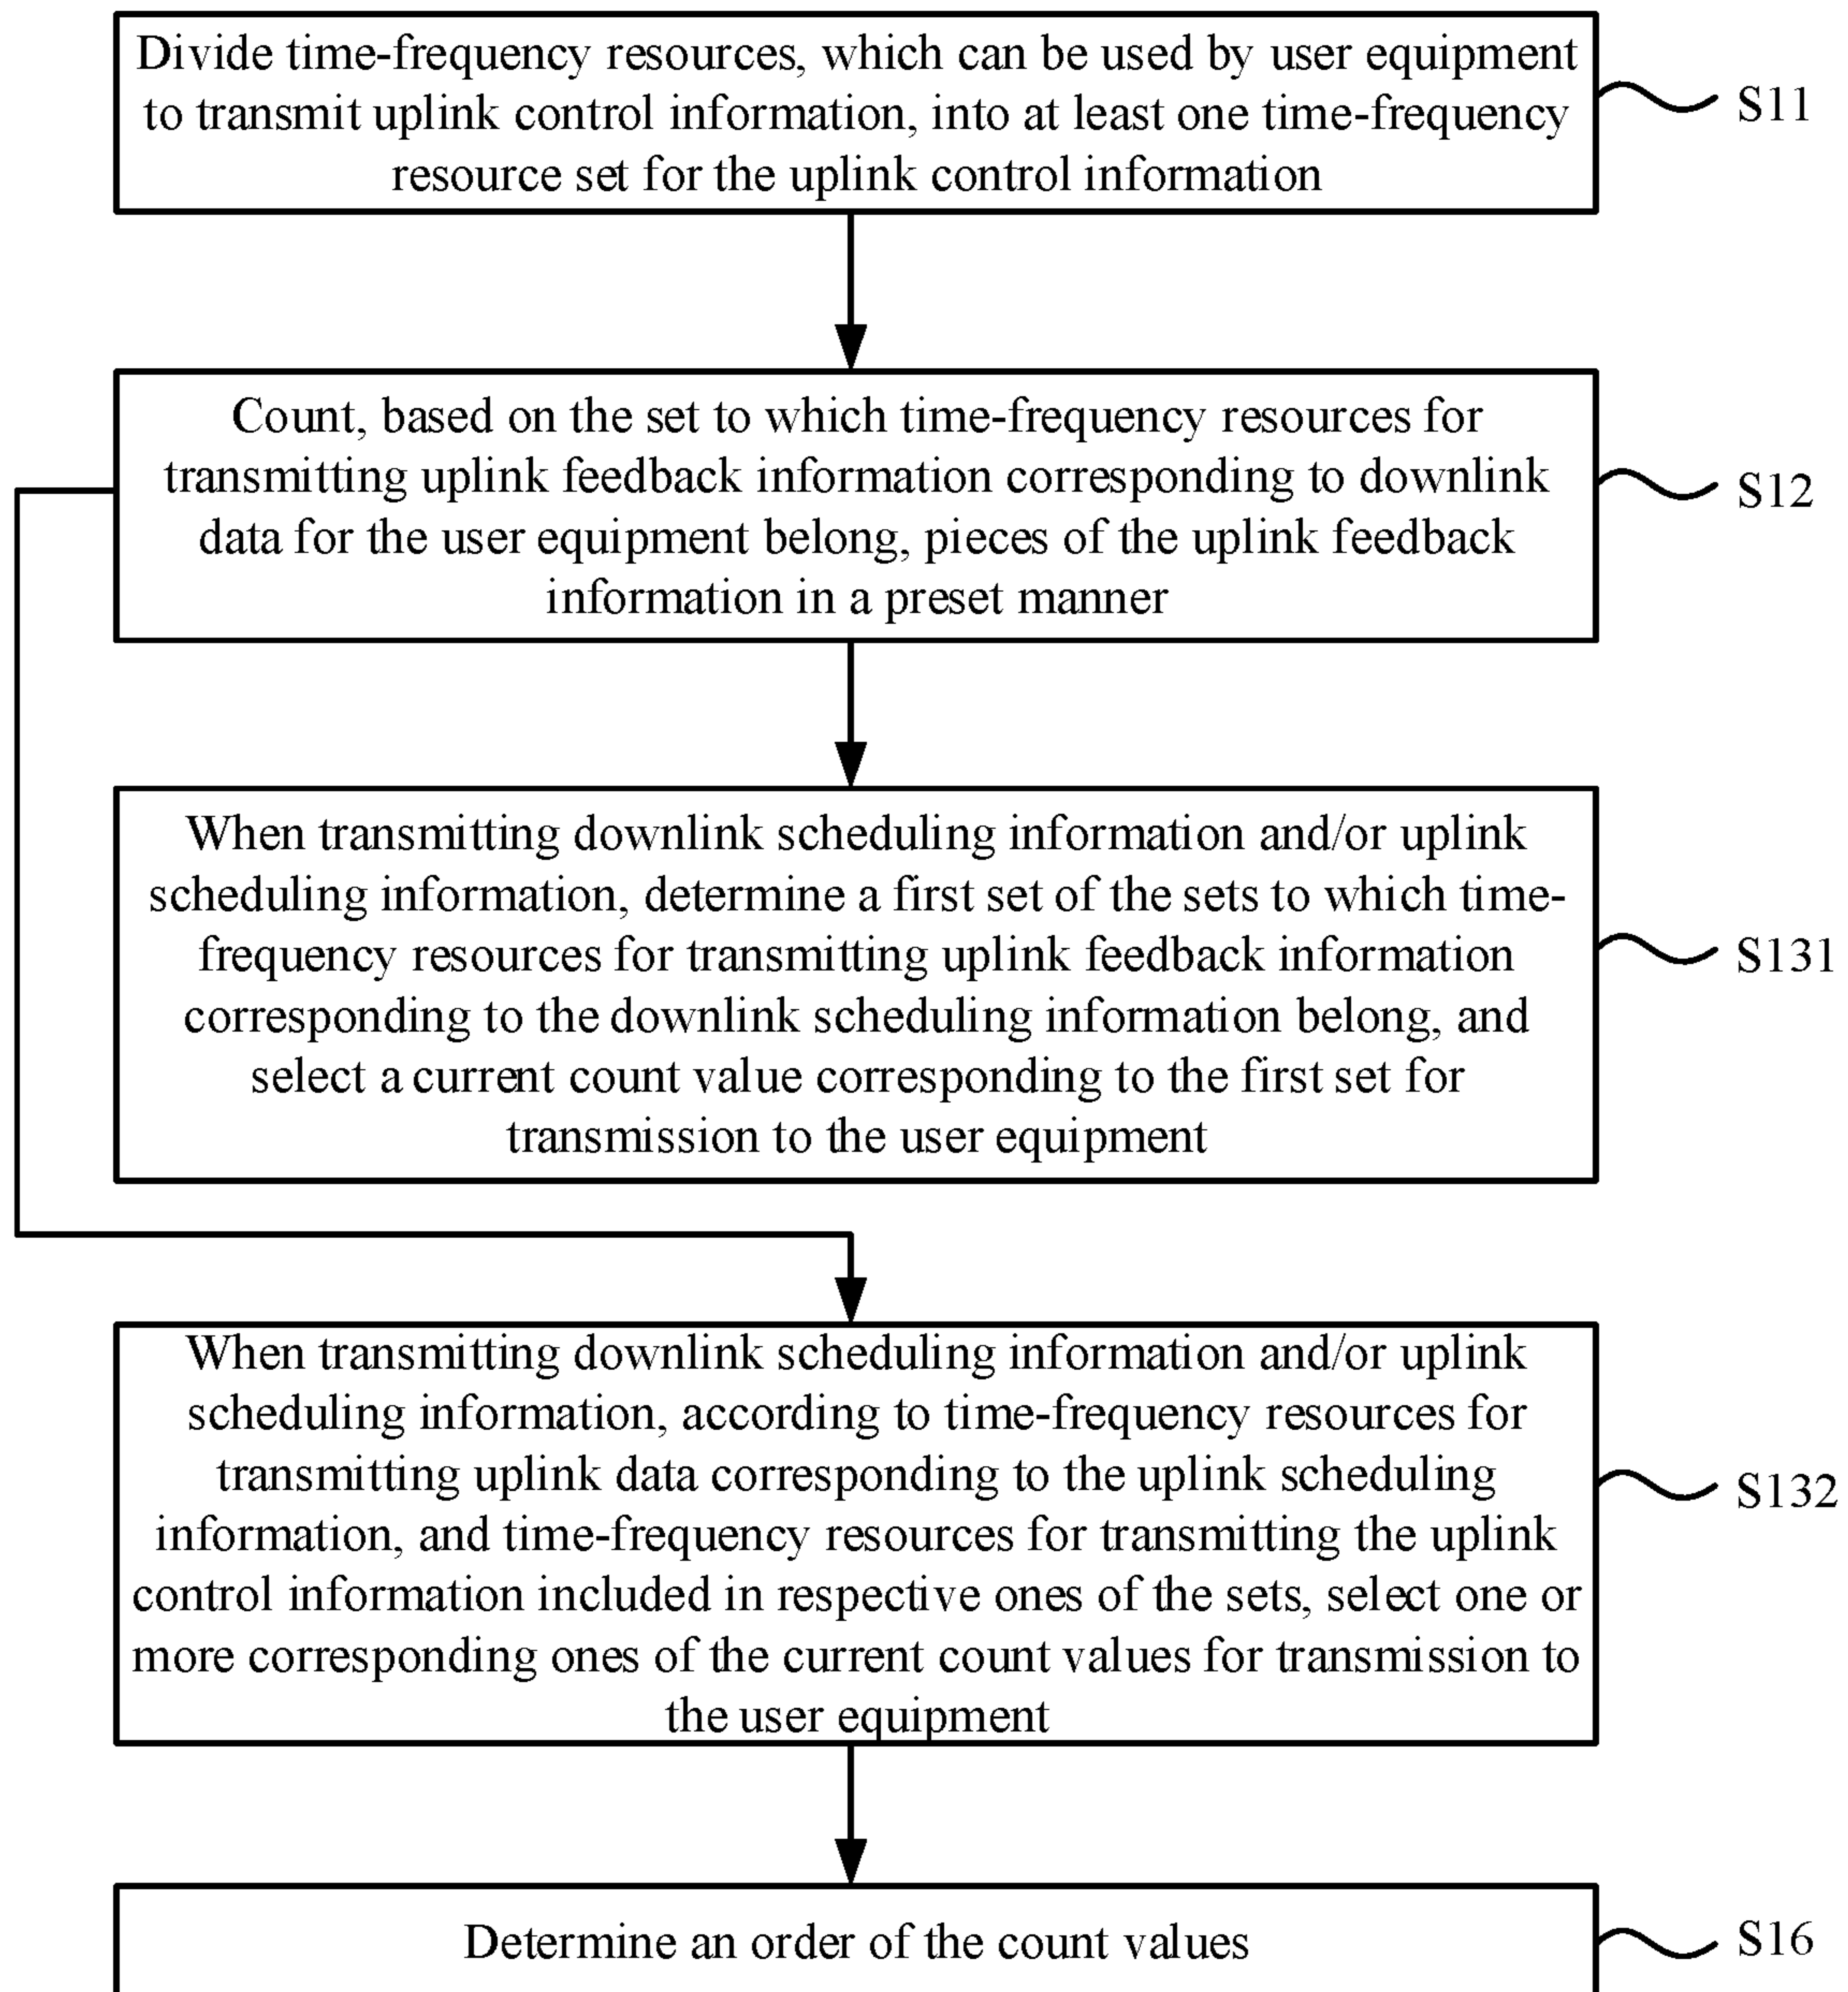 Divide time-frequency resources, which can be used by user equipment
to transmit uplink control information, into at least one time-frequency
resource set for the uplink control information
S11
Count, based on the set to which time-frequency resources for
transmitting uplink feedback information corresponding to downlink
data for the user equipment belong, pieces of the uplink feedback
information in a preset manner
S12
When transmitting downlink scheduling information and/or uplink
scheduling information, determine a first set of the sets to which time-
frequency resources for transmitting uplink feedback information
corresponding to the downlink scheduling information belong, and
select a current count value corresponding to the first set for
transmission to the user equipment
S131
When transmitting downlink scheduling information and/or uplink
scheduling information, according to time-frequency resources for
transmitting uplink data corresponding to the uplink scheduling
information, and time-frequency resources for transmitting the uplink
control information included in respective ones of the sets, select one or
more corresponding ones of the current count values for transmission to
the user equipment
S132
Determine an order of the count values
S16